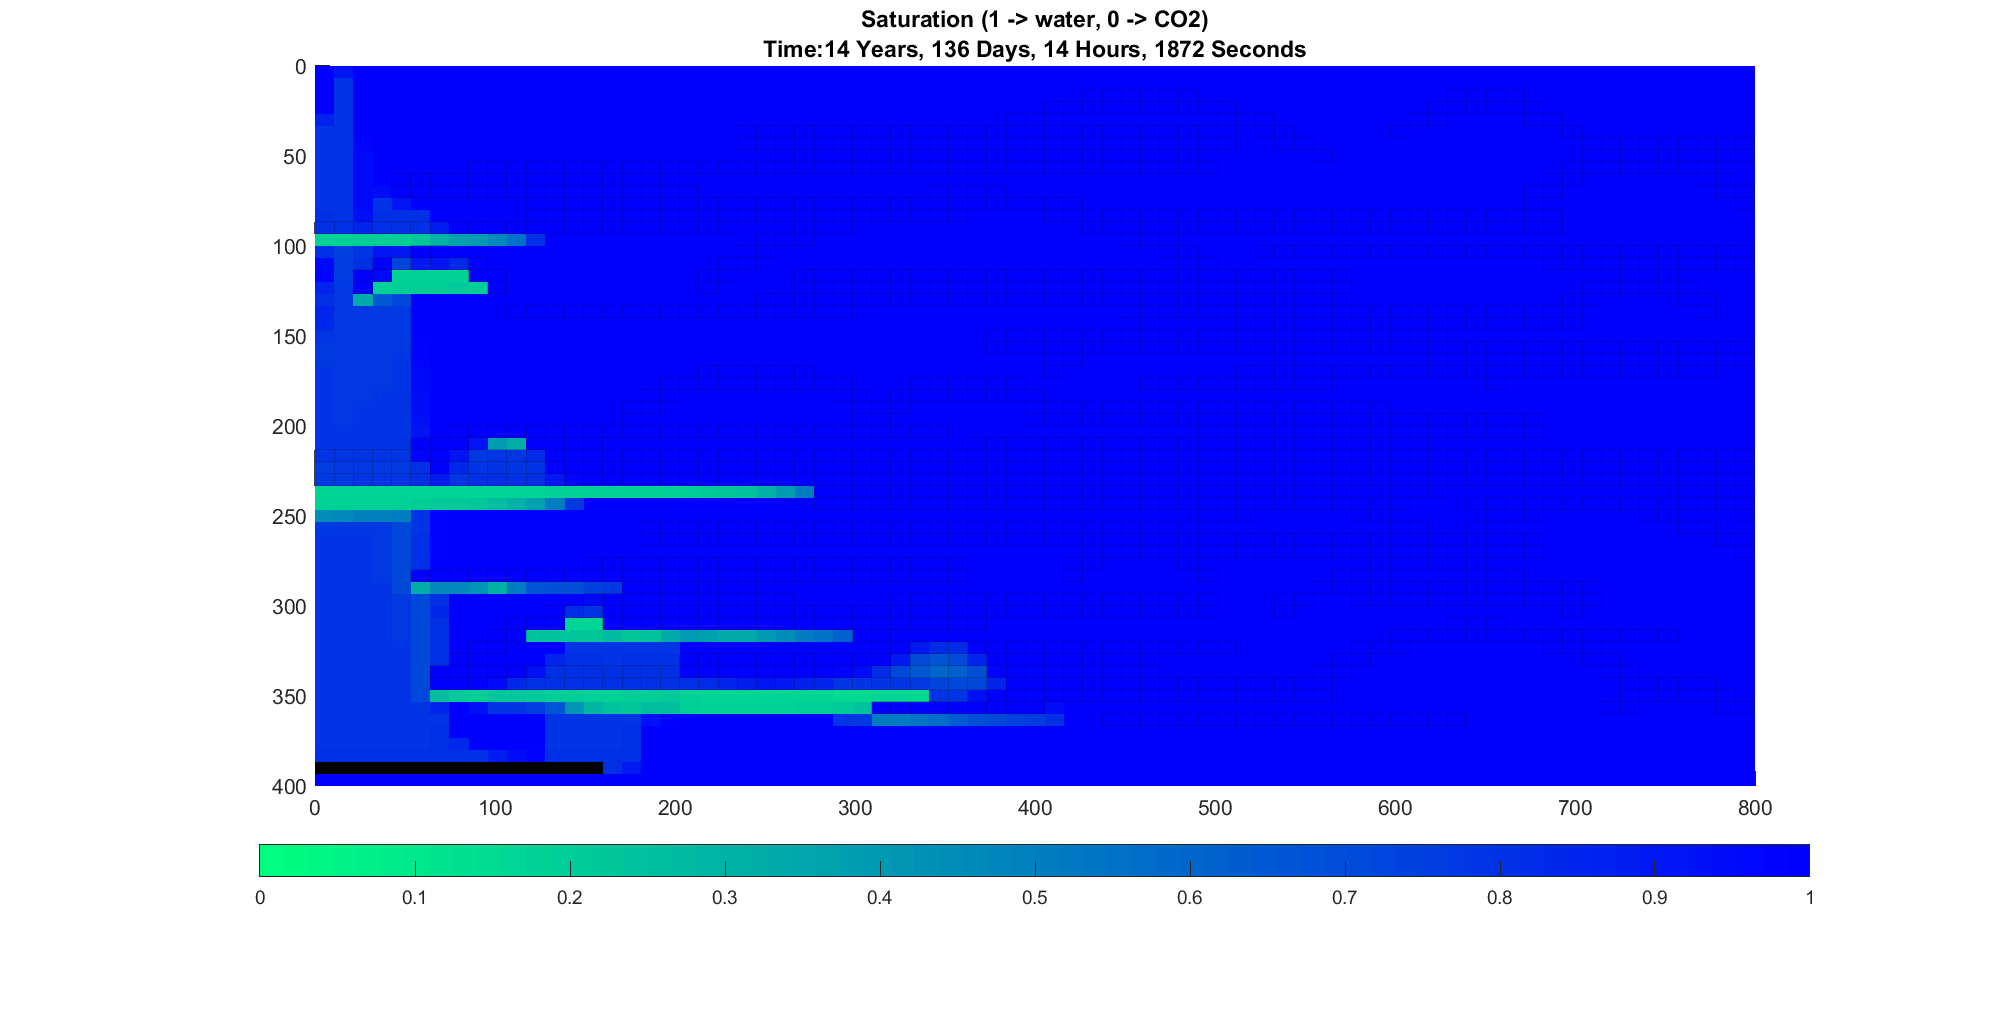 Saturation (1 -> water, 0 -> CO2)
Time:14 Years, 136 Days, 14 Hours, 1872 Seconds
0
50
100
150
200
250
300
350
400
0 100 200 300 400 500 600 700 800
0 0.1 0.2 0.3 0.4 0.5 0.6 0.7 0.8 0.9 1